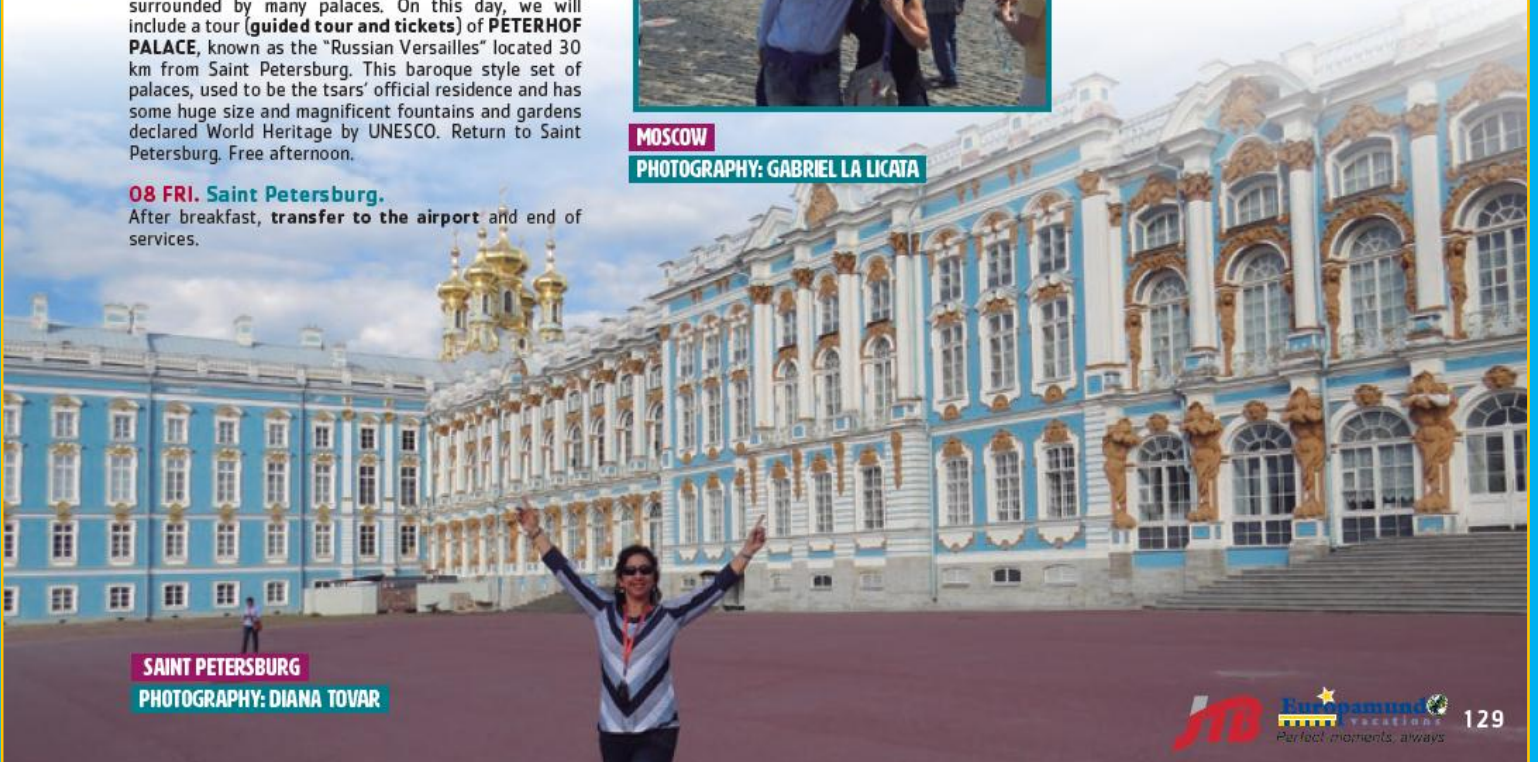 surrounded by many palaces. On this day, we will
include a tour (guided tour and tickets) of PETERHOF
PALACE, known as the "Russian Versailles" located 30
km from Saint Petersburg. This baroque style set of
palaces, used to be the tsars' official residence and has
some huge size and magnificent fountains and gardens
declared World Heritage by UNESCO. Return to Saint
Petersburg. Free afternoon.
08 FRI. Saint Petersburg.
After breakfast, transfer to the airport and end of
services.
MOSCOW
PHOTOGRAPHY: GABRIEL LA LICATA
SAINT PETERSBURG
PHOTOGRAPHY: DIANA TOVAR
JTB
Europamundo
vacations
Perfect moments, always
129